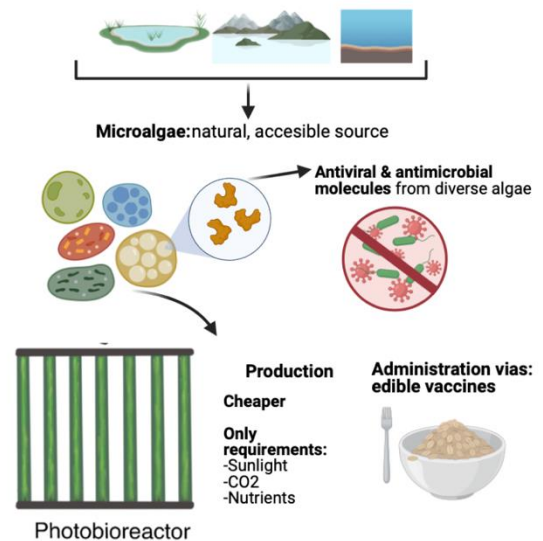 Microalgae:natural, accesible source
Antiviral & antimicrobial
molecules from diverse algae
Production
Cheaper
Only
requirements:
-Sunlight
-CO2
-Nutrients
Administration vias:
edible vaccines
Photobioreactor